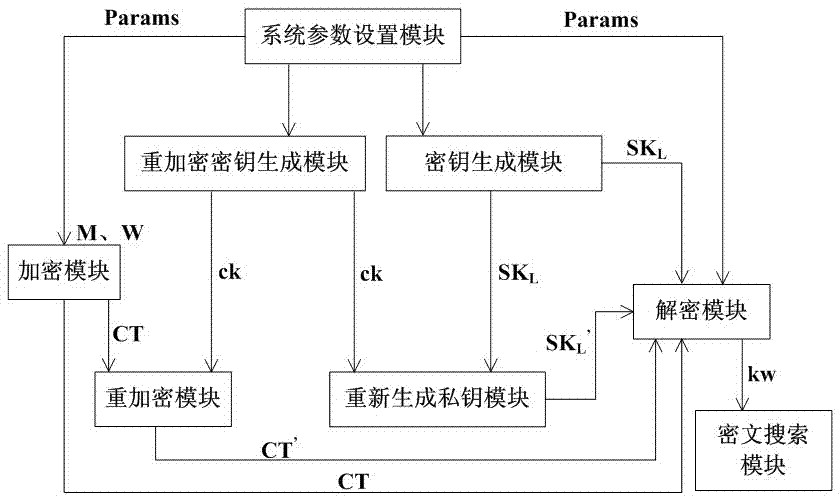 Params
系统参数设置模块
Params
重加密密钥生成模块
密钥生成模块
SKL
M、W
加密模块
ck
ck
SKL
解密模块
CT
SKL’
kw
重加密模块
重新生成私钥模块
密文搜索
模块
CT’
CT